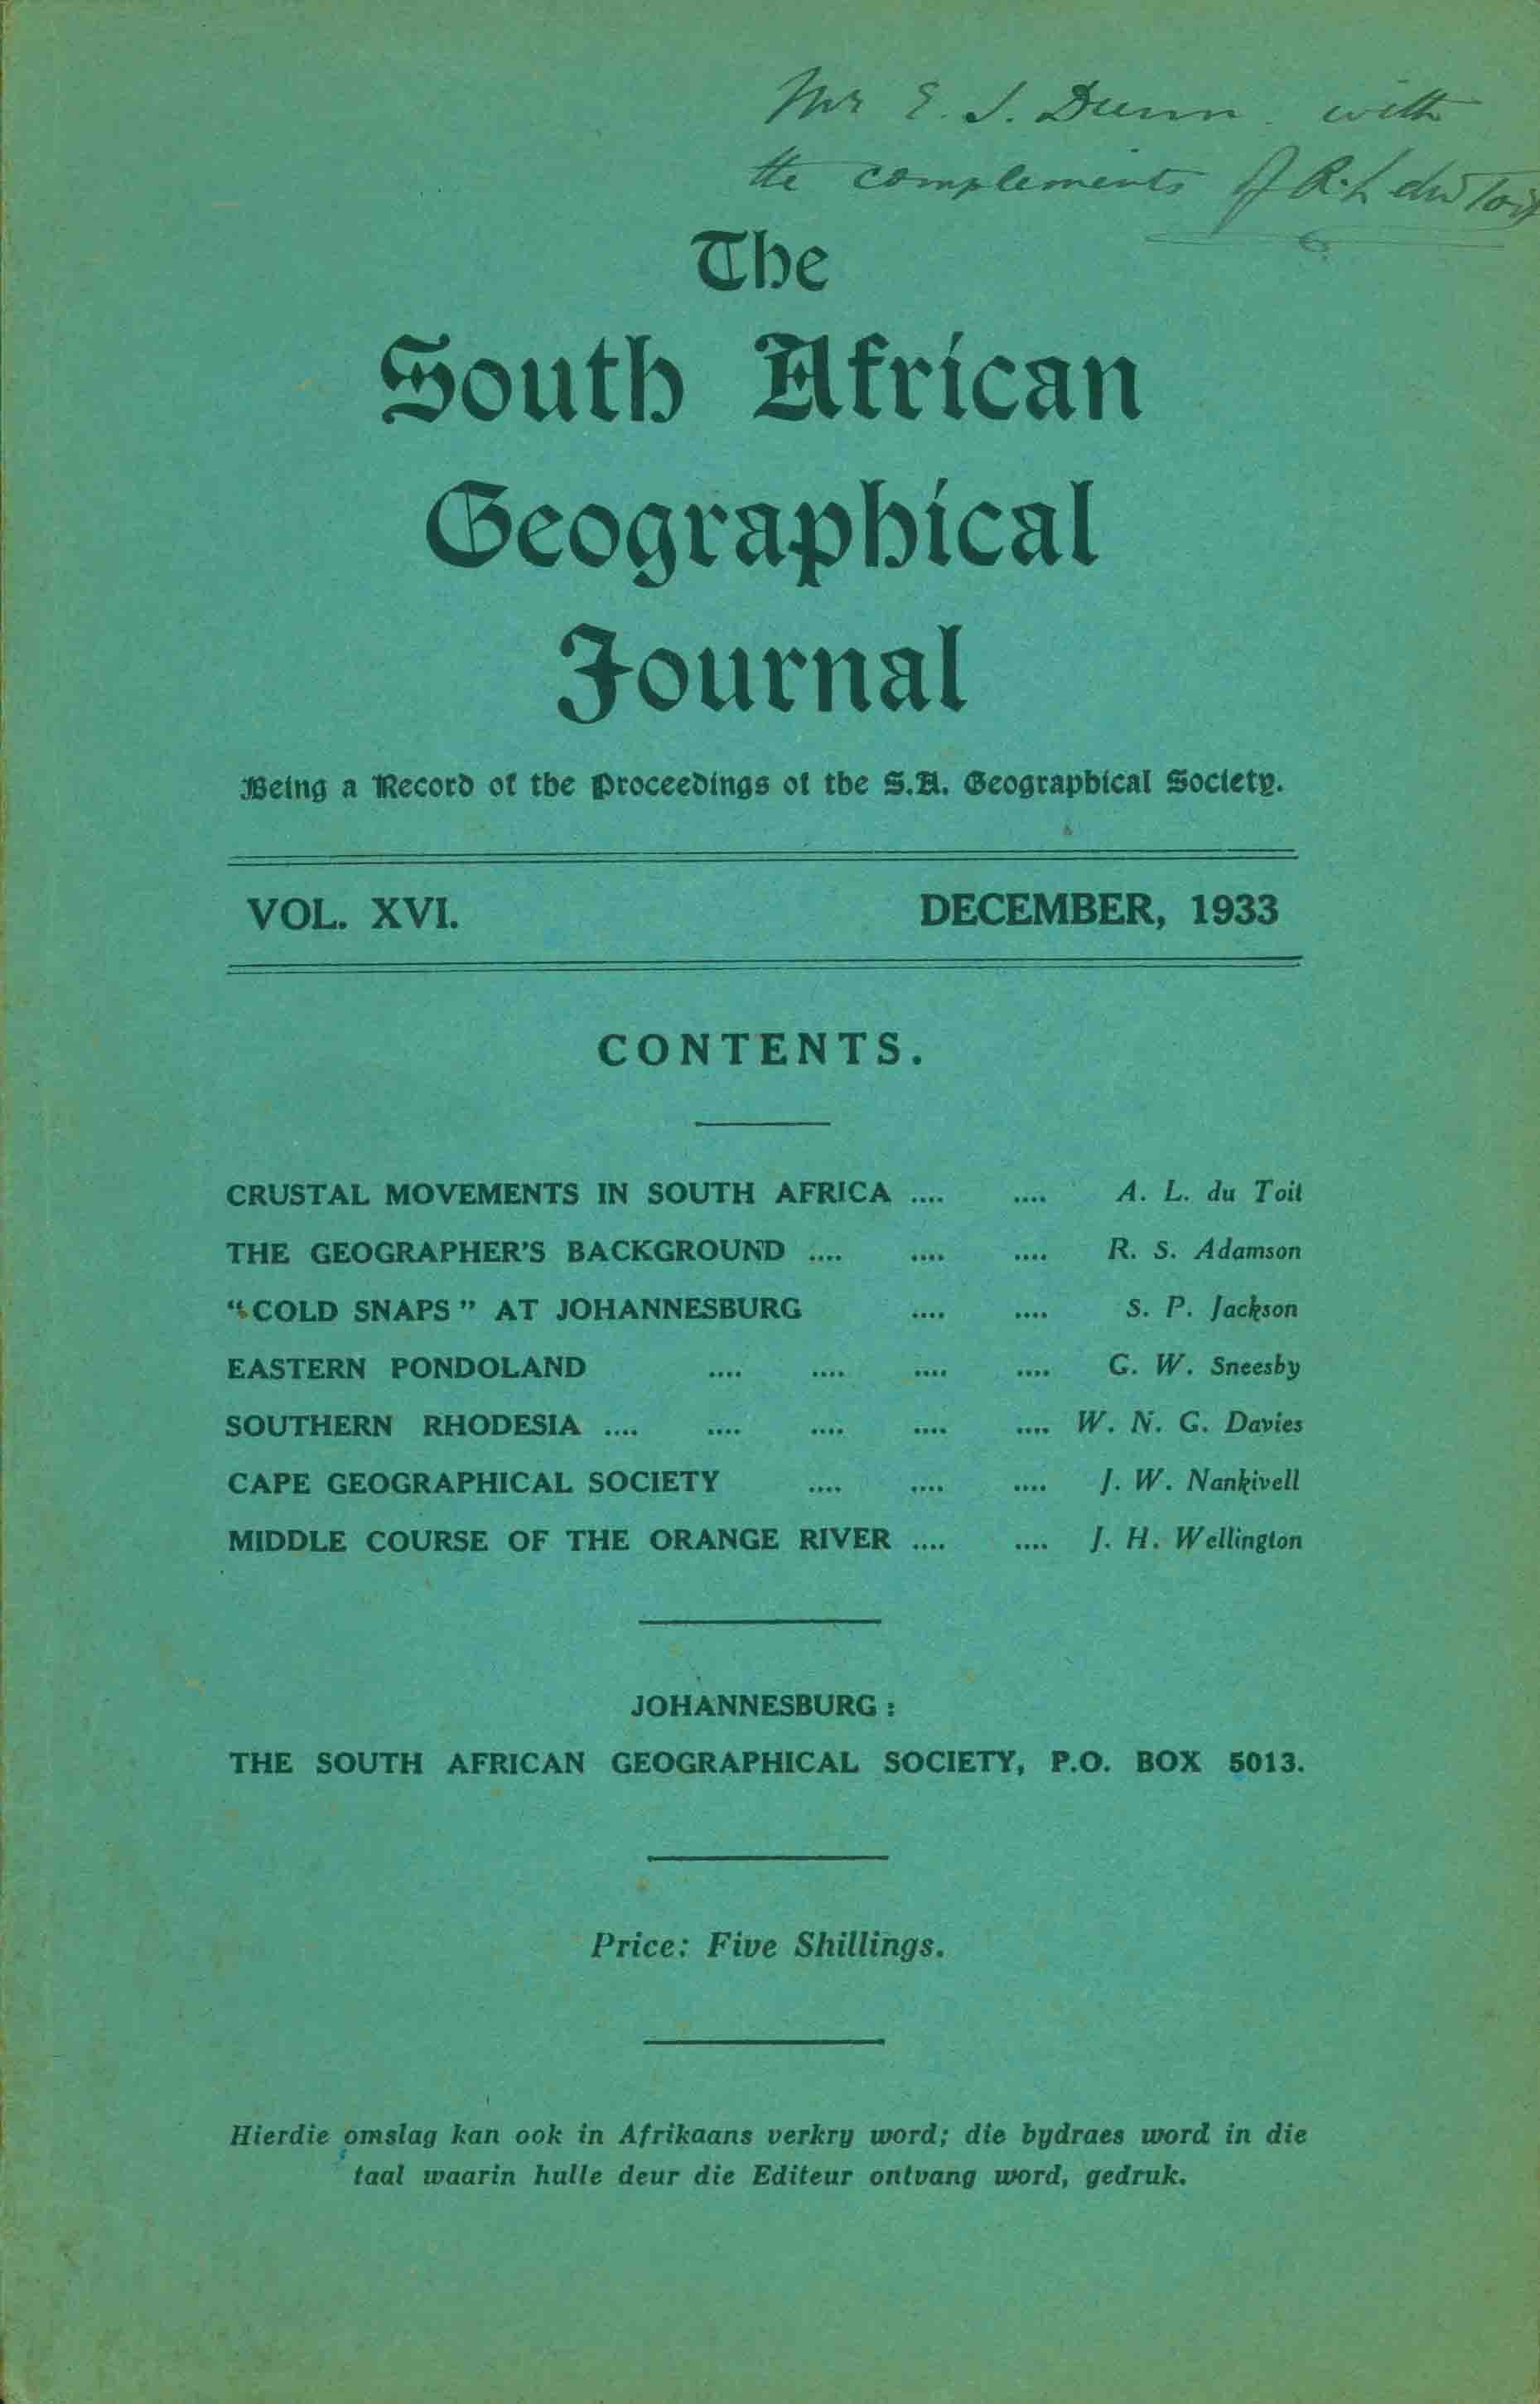 Mr E. J. Dunn. with
the complements of A. L. du Toit
The
South African
Geographical
Journal
Being a Record of the Proceedings of the S.A. Geographical Society.
VOL. XVI. DECEMBER, 1933
CONTENTS.
CRUSTAL MOVEMENTS IN SOUTH AFRICA .... .... A. L. du Toit
THE GEOGRAPHER'S BACKGROUND .... .... .... R. S. Adamson
"COLD SNAPS" AT JOHANNESBURG .... .... S. P. Jackson
EASTERN PONDOLAND .... .... .... .... G. W. Sneesby
SOUTHERN RHODESIA .... .... .... .... .... W. N. G. Davies
CAPE GEOGRAPHICAL SOCIETY .... .... .... J. W. Nankivell
MIDDLE COURSE OF THE ORANGE RIVER .... .... J. H. Wellington
JOHANNESBURG :
THE SOUTH AFRICAN GEOGRAPHICAL SOCIETY, P.O. BOX 5013.
Price: Five Shillings.
Hierdie omslag kan ook in Afrikaans verkry word; die bydraes word in die
taal waarin hulle deur die Editeur ontvang word, gedruk.